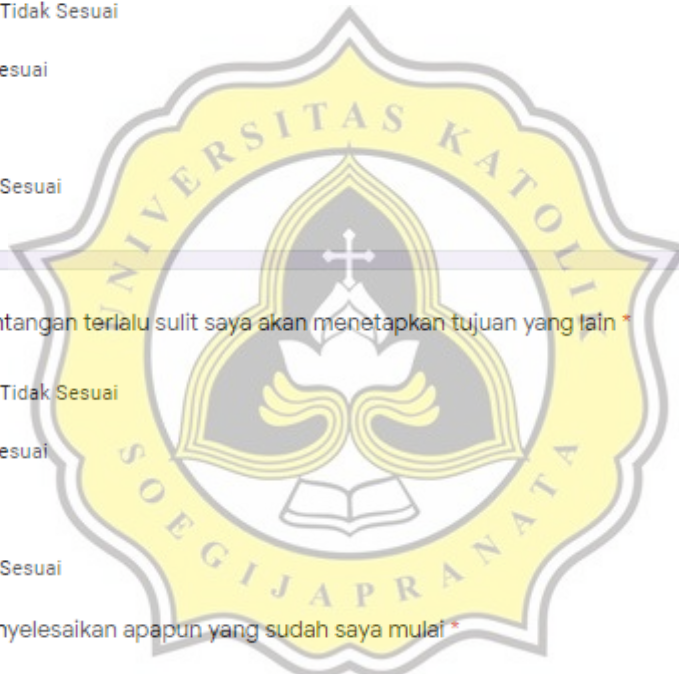 Tidak Sesuai
esuai
Sesuai
ntangan terlalu sulit saya akan menetapkan tujuan yang lain *
Tidak Sesuai
esuai
Sesuai
nyelesaikan apapun yang sudah saya mulai *
UNIVERSITAS KATOLIK
SOEGIJAPRANATA